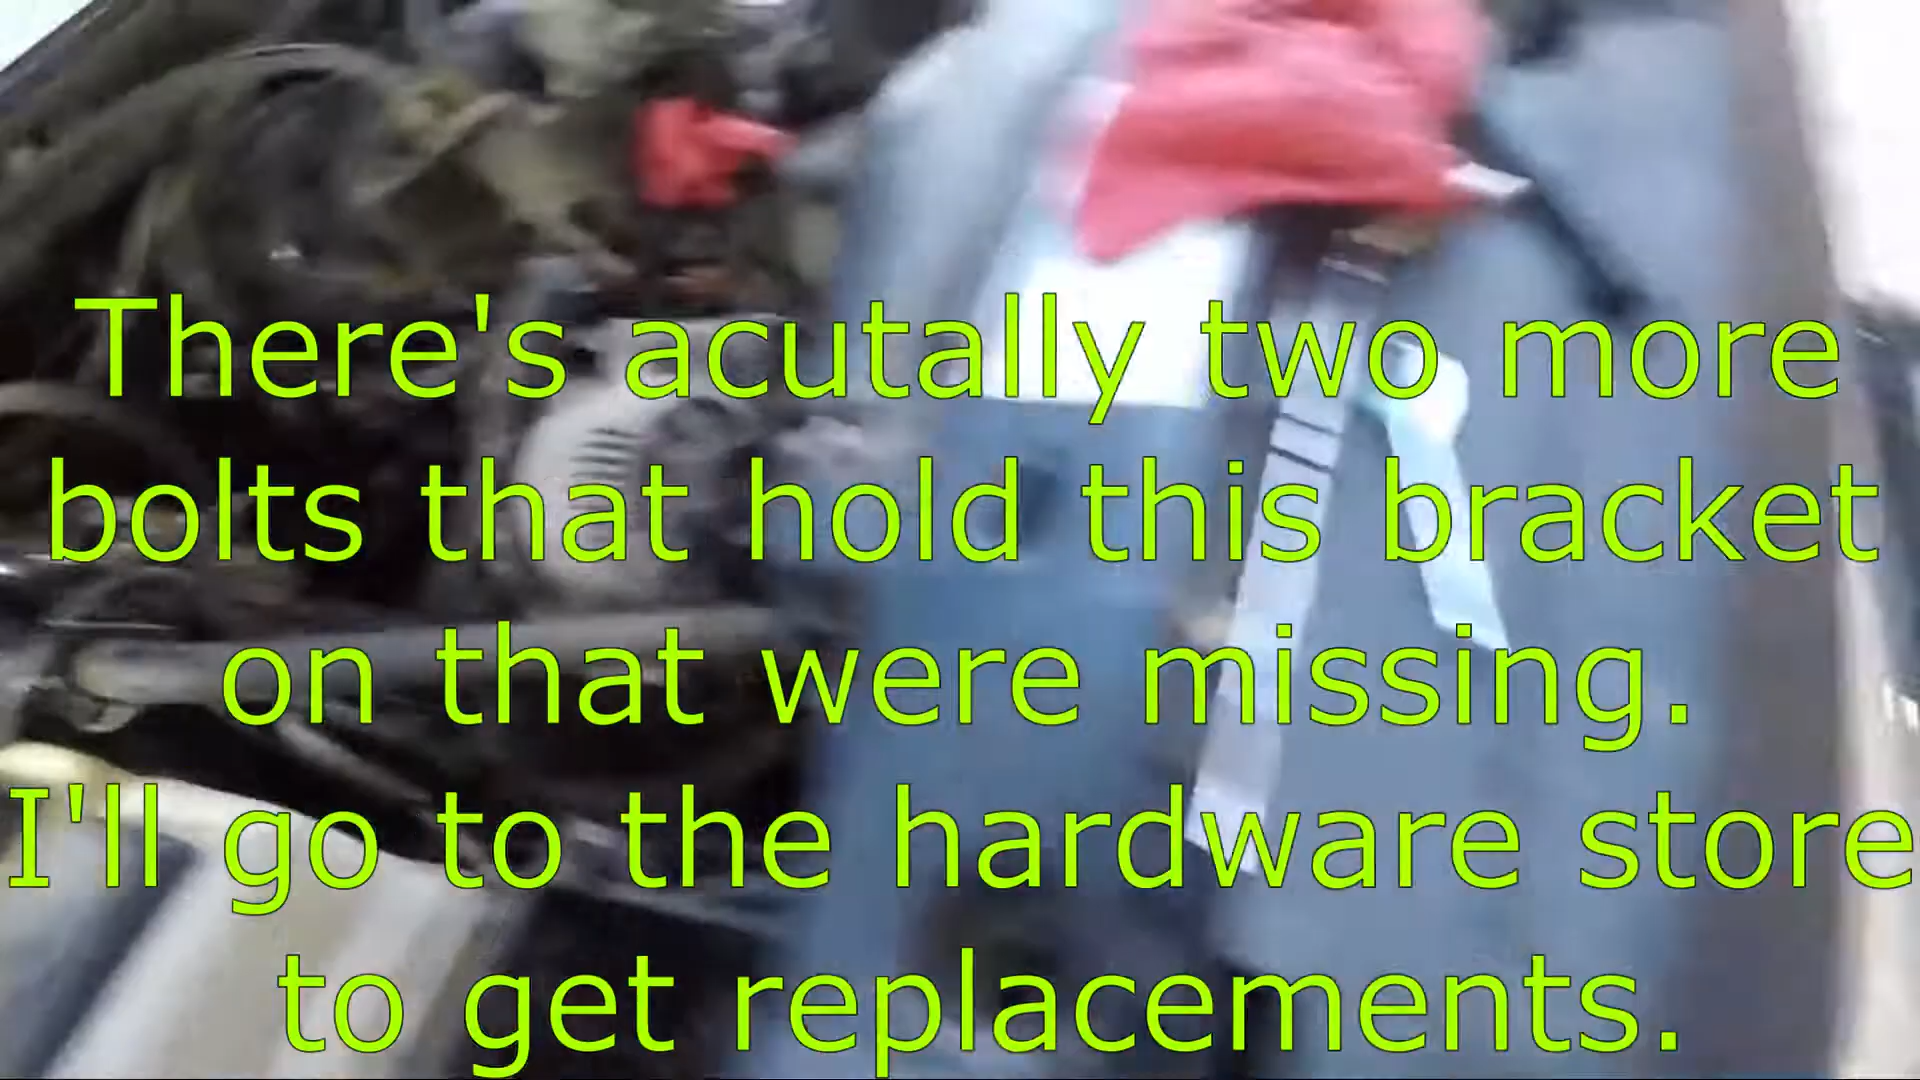 There's acutally two more
bolts that hold this bracket
on that were missing.
I'll go to the hardware store
to get replacements.